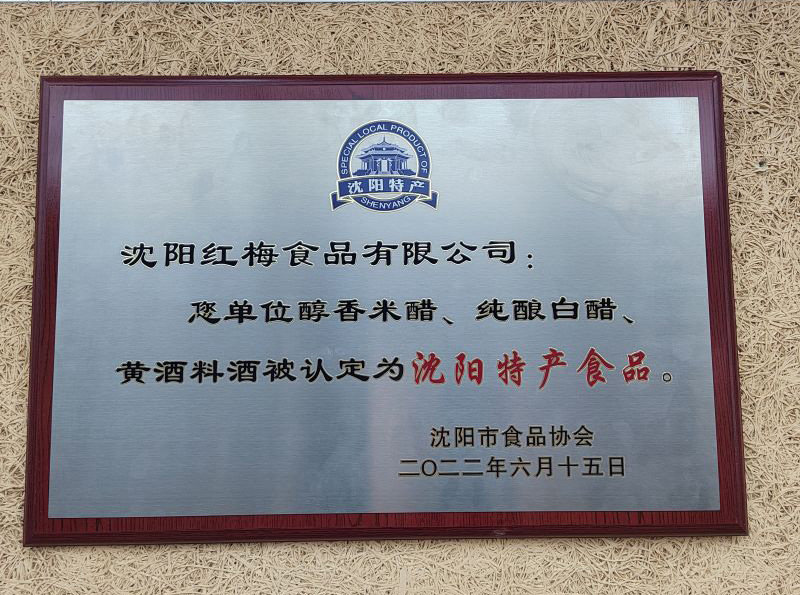 SPECIAL LOCAL PRODUCT OF
沈阳特产
SHENYANG
沈阳红梅食品有限公司：
您单位醇香米醋、纯酿白醋、
黄酒料酒被认定为沈阳特产食品。
沈阳市食品协会
二〇二二年六月十五日